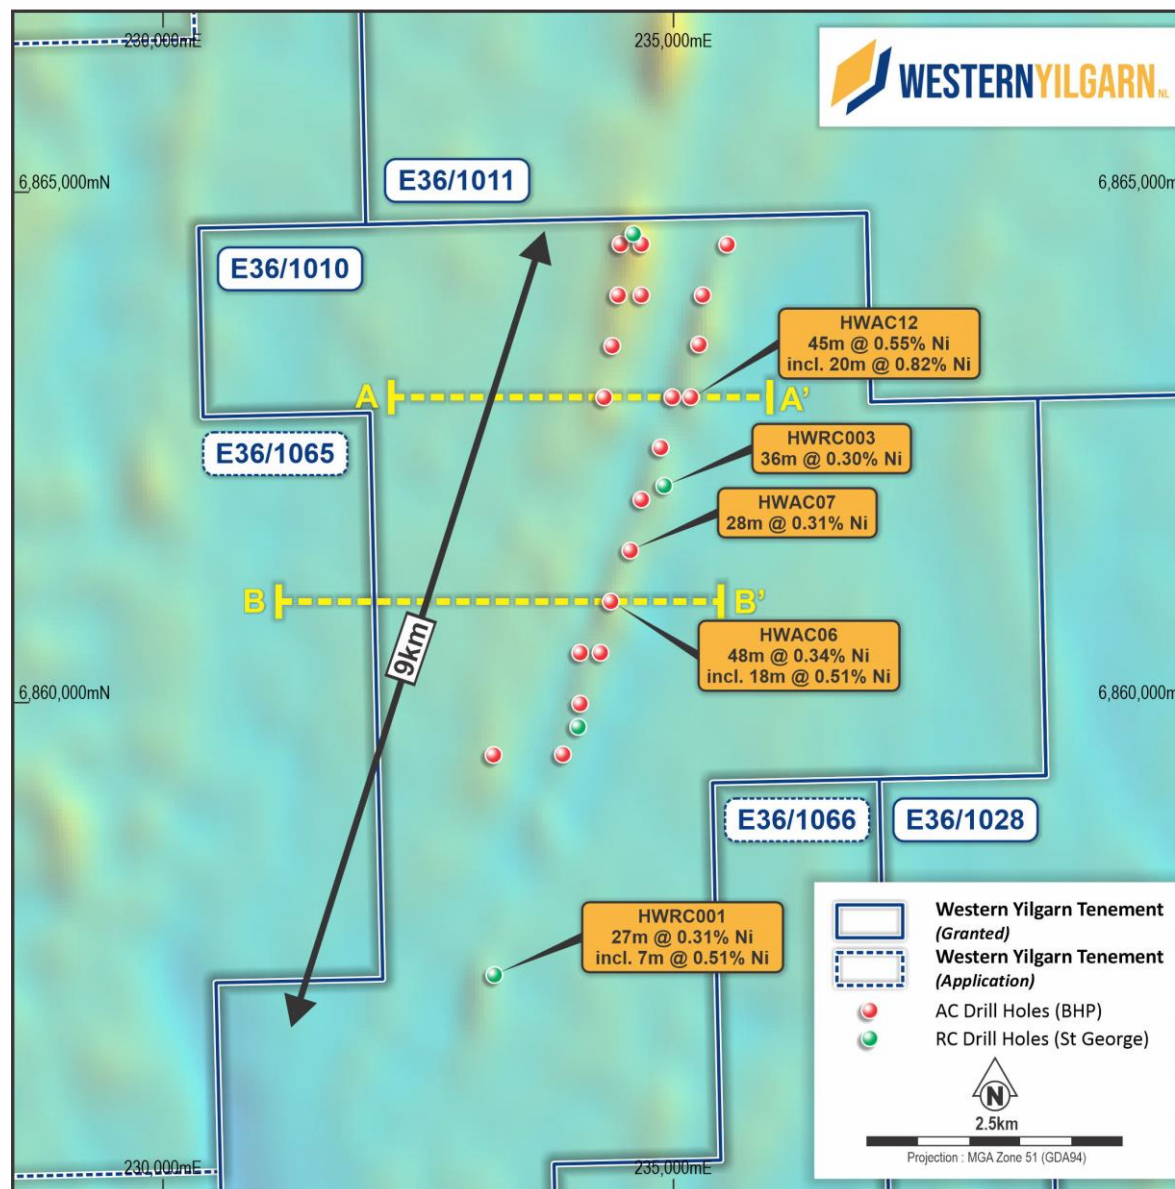 230,000mE
235,000mE
WESTERNYILGARN NL
6,865,000mN
6,865,000m
E36/1011
E36/1010
HWAC12
45m @ 0.55% Ni
incl. 20m @ 0.82% Ni
A
A'
E36/1065
HWRC003
36m @ 0.30% Ni
HWAC07
28m @ 0.31% Ni
B
B'
9km
HWAC06
48m @ 0.34% Ni
incl. 18m @ 0.51% Ni
6,860,000mN
6,860,000m
E36/1066
E36/1028
HWRC001
27m @ 0.31% Ni
incl. 7m @ 0.51% Ni
Western Yilgarn Tenement
(Granted)
Western Yilgarn Tenement
(Application)
AC Drill Holes (BHP)
RC Drill Holes (St George)
N
2.5km
Projection : MGA Zone 51 (GDA94)
230,000mE
235,000mE